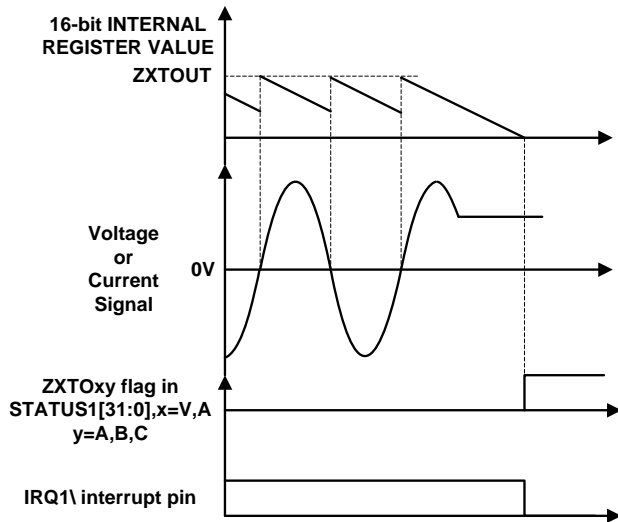 16-bit INTERNAL
REGISTER VALUE
ZXTOUT
Voltage
or
Current
Signal
0V
ZXTOxy flag in
STATUS1[31:0],x=V,A
y=A,B,C
IRQ1\ interrupt pin